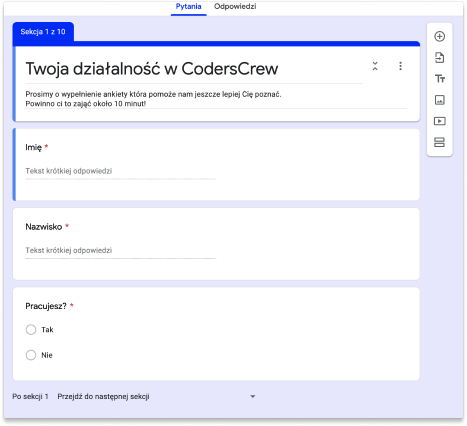 Pytania Odpowiedzi
Sekcja 1 z 10
Twoja działalność w CodersCrew
Prosimy o wypełnienie ankiety która pomoże nam jeszcze lepiej Cię poznać.
Powinno ci to zająć około 10 minut!
Imię *
Tekst krótkiej odpowiedzi
Nazwisko *
Tekst krótkiej odpowiedzi
Pracujesz? *
Tak
Nie
Po sekcji 1 Przejdź do następnej sekcji